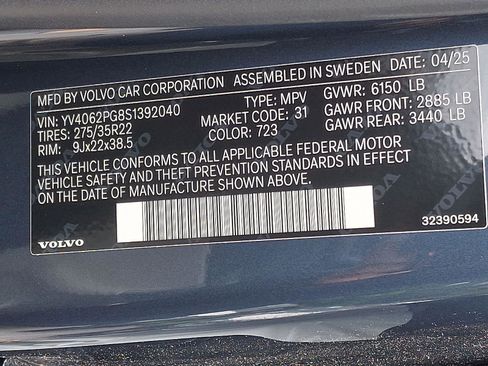 MFD BY VOLVO CAR CORPORATION ASSEMBLED IN SWEDEN DATE: 04/25
VIN: YV4062PG8S1392040 TYPE: MPV GVWR: 6150 LB
TIRES: 275/35R22 MARKET CODE: 31 GAWR FRONT: 2885 LB
RIM: 9Jx22x38.5 COLOR: 723 GAWR REAR: 3440 LB
THIS VEHICLE CONFORMS TO ALL APPLICABLE FEDERAL MOTOR
VEHICLE SAFETY AND THEFT PREVENTION STANDARDS IN EFFECT
ON THE DATE OF MANUFACTURE SHOWN ABOVE.
VOLVO 32390594